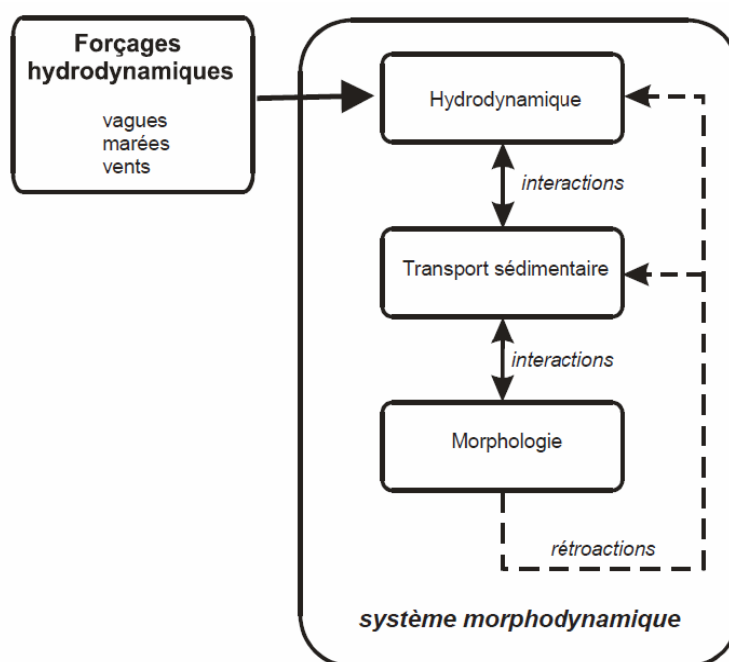 Forçages
hydrodynamiques
vagues
marées
vents
Hydrodynamique
interactions
Transport sédimentaire
interactions
Morphologie
rétroactions
système morphodynamique